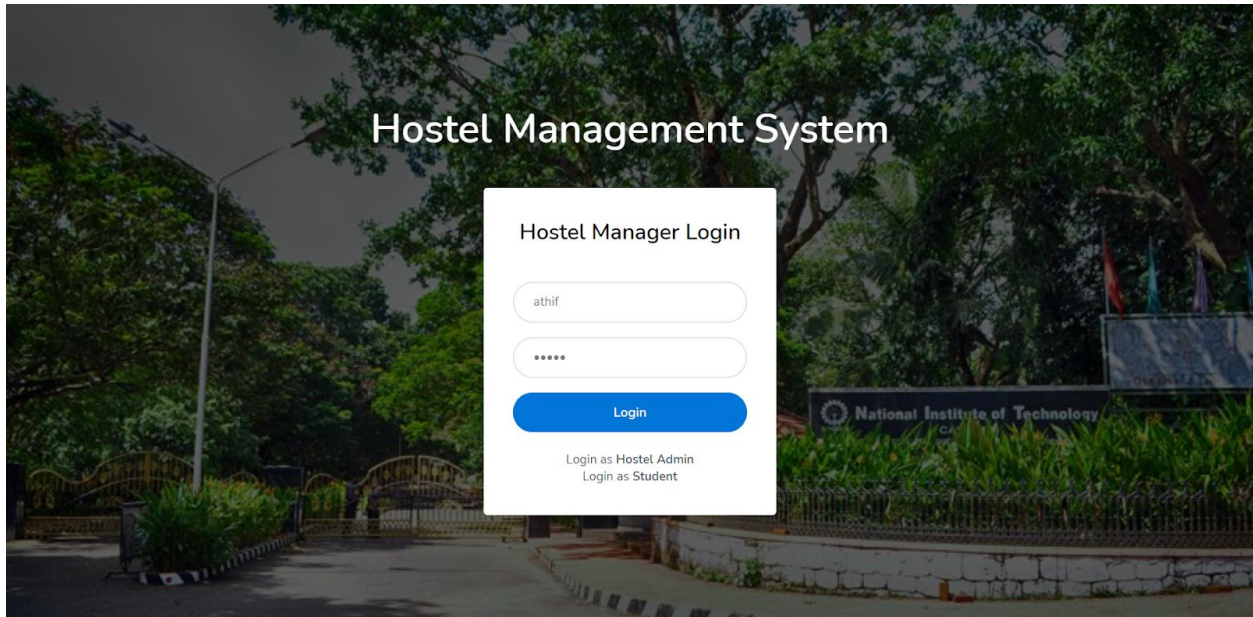 Hostel Management System
Hostel Manager Login
athif
•••••
Login
Login as Hostel Admin
Login as Student
National Institute of Technology